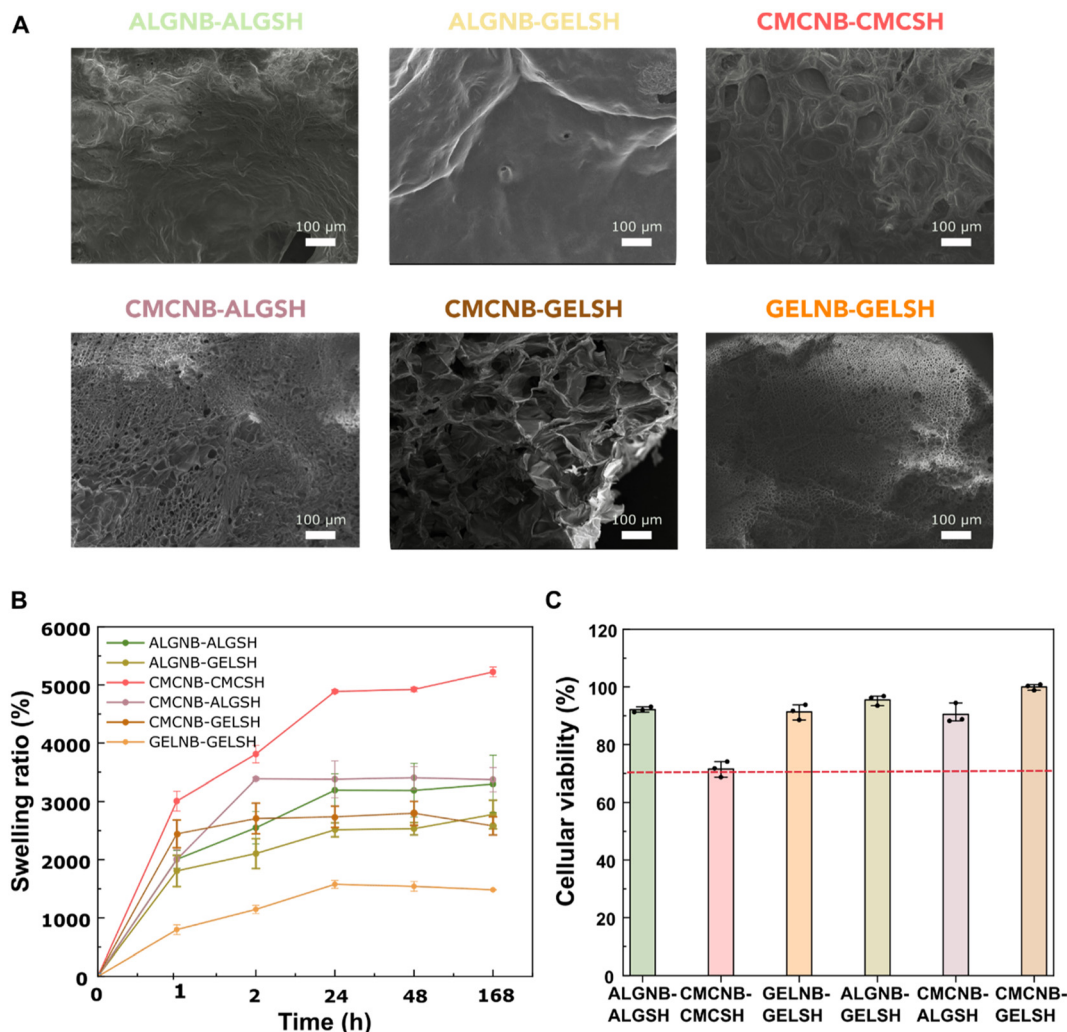 A
ALGNB-ALGSH
ALGNB-GELSH
CMCNB-CMCSH
100 µm
100 µm
100 µm
CMCNB-ALGSH
CMCNB-GELSH
GELNB-GELSH
100 µm
100 µm
100 µm
B
Swelling ratio (%)
6000
5000
4000
3000
2000
1000
0
ALGNB-ALGSH
ALGNB-GELSH
CMCNB-CMCSH
CMCNB-ALGSH
CMCNB-GELSH
GELNB-GELSH
0 1 2 24 48 168
Time (h)
C
Cellular viability (%)
120
100
80
60
40
20
0
ALGNB-
ALGSH
CMCNB-
CMCSH
GELNB-
GELSH
ALGNB-
GELSH
CMCNB-
ALGSH
CMCNB-
GELSH